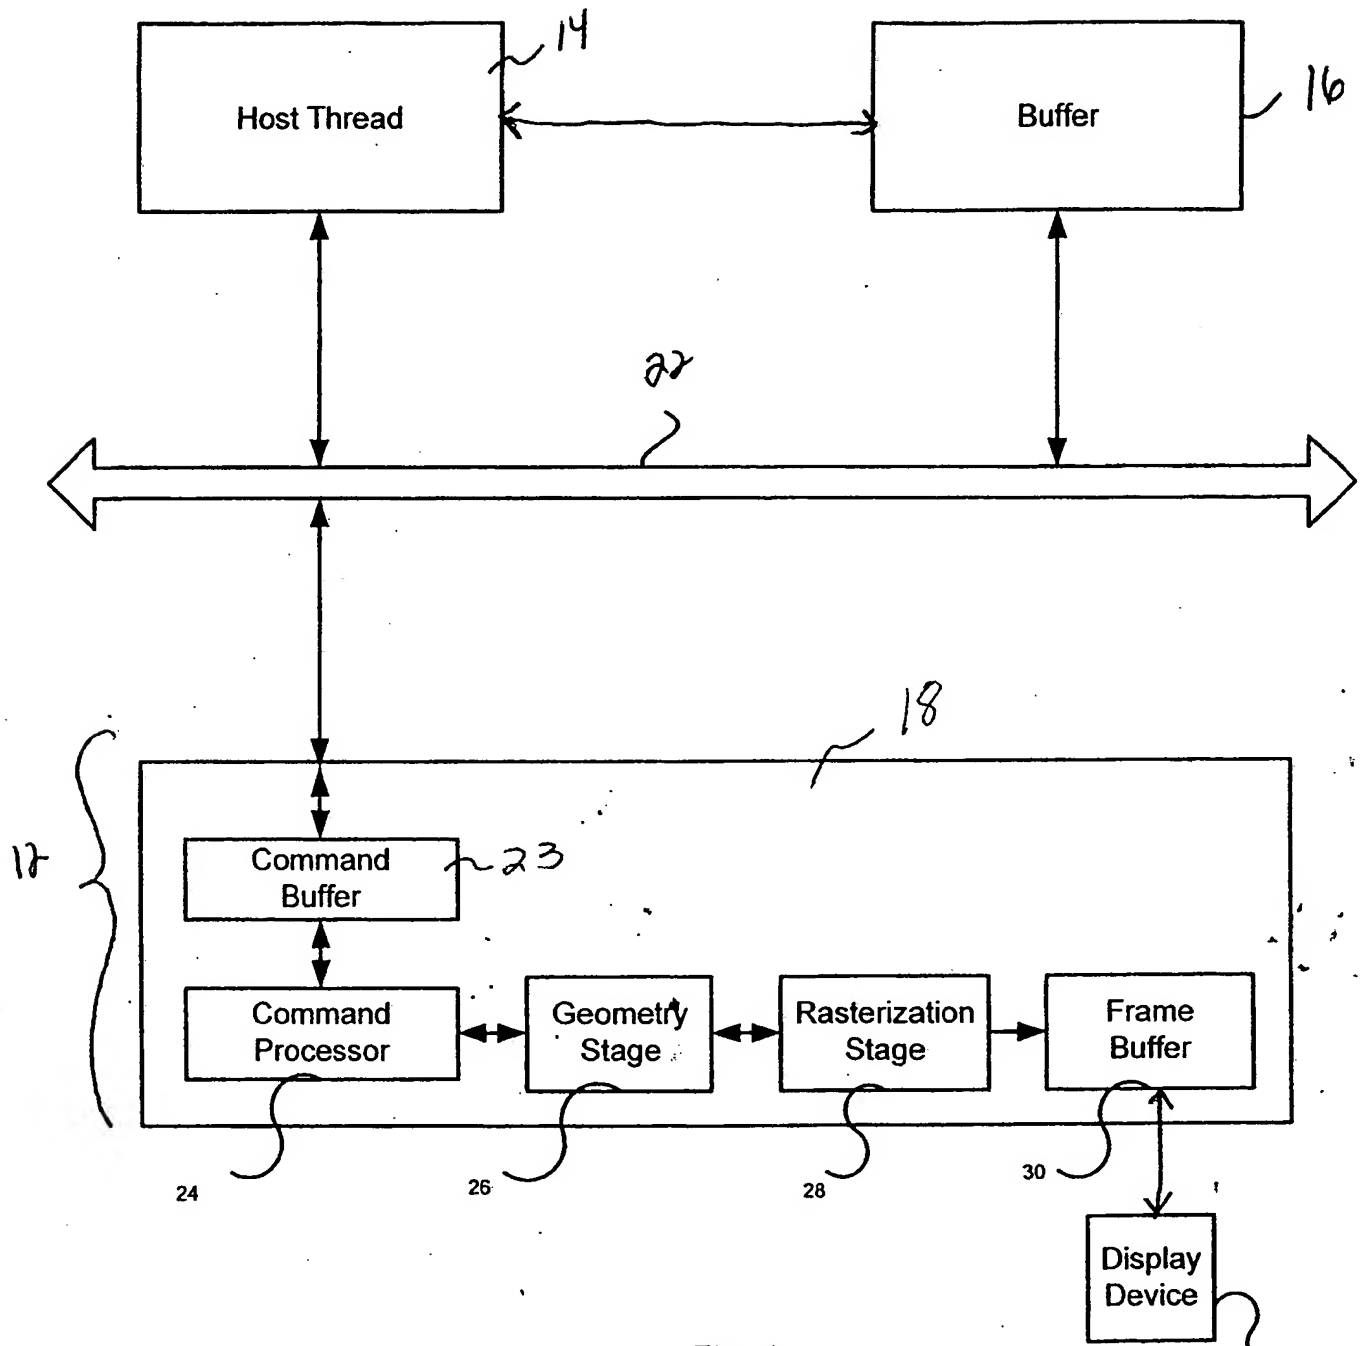 14
Host Thread
Buffer
16
22
18
12
Command
Buffer
23
Command
Processor
Geometry
Stage
Rasterization
Stage
Frame
Buffer
24
26
28
30
Display
Device